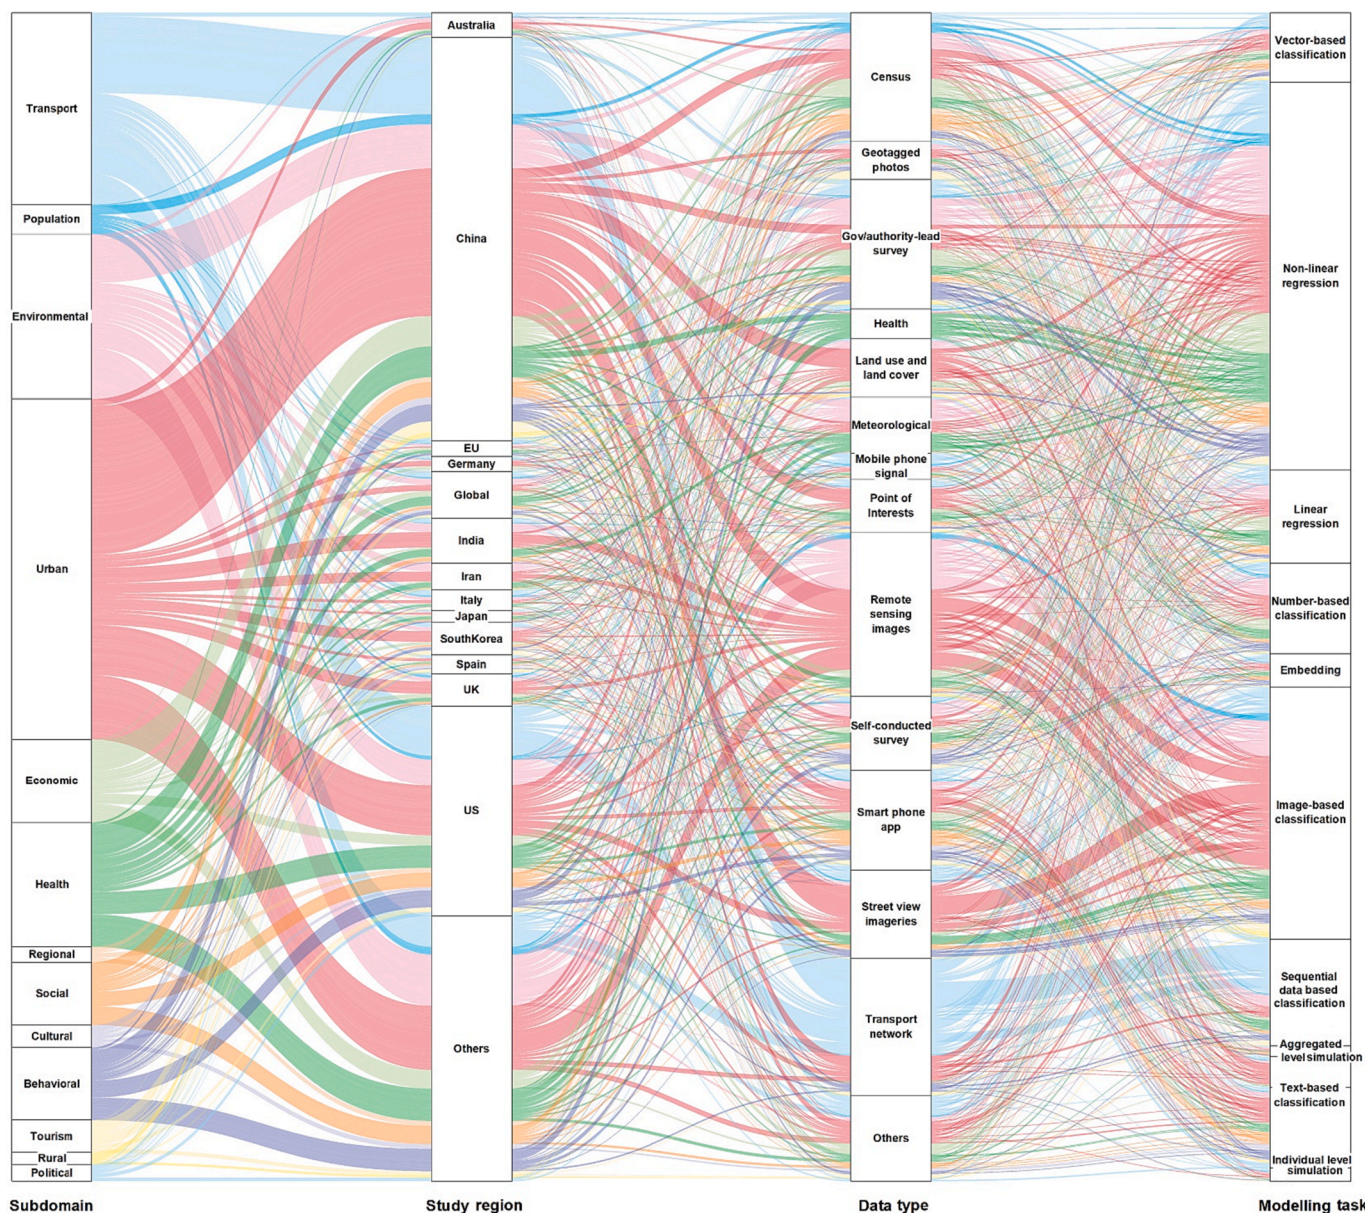 Transport
Population
Environmental
Urban
Economic
Health
Regional
Social
Cultural
Behavioral
Tourism
Rural
Political
Subdomain
Australia
China
EU
Germany
Global
India
Iran
Italy
Japan
SouthKorea
Spain
UK
US
Others
Study region
Census
Geotagged
photos
Gov/authority-lead
survey
Health
Land use and
land cover
Meteorological
Mobile phone
signal
Point of
Interests
Remote
sensing
images
Self-conducted
survey
Smart phone
app
Street view
imageries
Transport
network
Others
Data type
Vector-based
classification
Non-linear
regression
Linear
regression
Number-based
classification
Embedding
Image-based
classification
Sequential
data based
classification
Aggregated
level simulation
Text-based
classification
Individual level
simulation
Modelling task